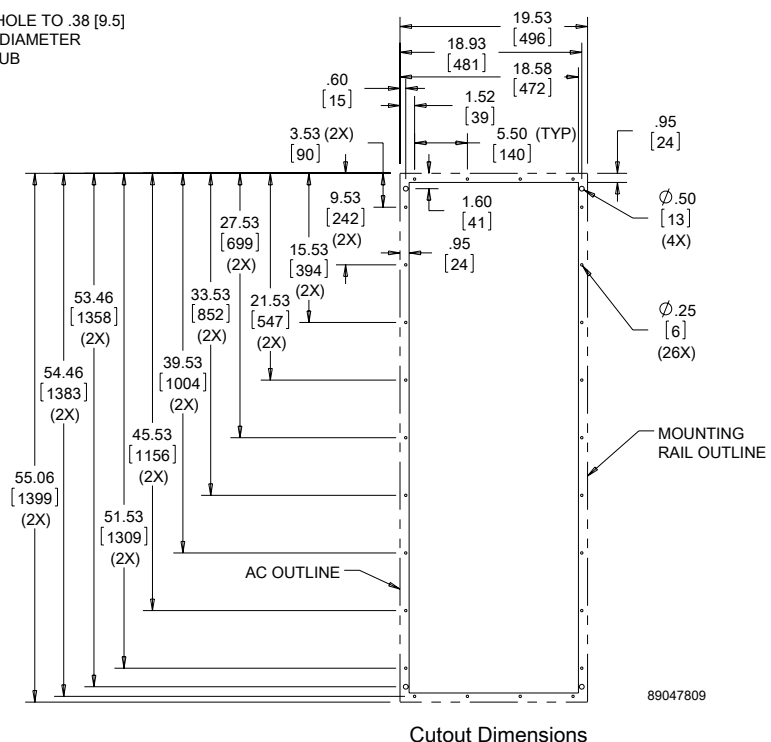 HOLE TO .38 [9.5]
DIAMETER
UB
19.53
[496]
18.93
[481]
18.58
[472]
.60
[15]
1.52
[39]
3.53 (2X)
[90]
5.50 (TYP)
[140]
.95
[24]
9.53
[242]
(2X)
1.60
[41]
Ø.50
[13]
(4X)
27.53
[699]
(2X)
15.53
[394]
(2X)
.95
[24]
53.46
[1358]
(2X)
33.53
[852]
(2X)
21.53
[547]
(2X)
Ø.25
[6]
(26X)
54.46
[1383]
(2X)
39.53
[1004]
(2X)
45.53
[1156]
(2X)
MOUNTING
RAIL OUTLINE
55.06
[1399]
(2X)
51.53
[1309]
(2X)
AC OUTLINE
89047809
Cutout Dimensions